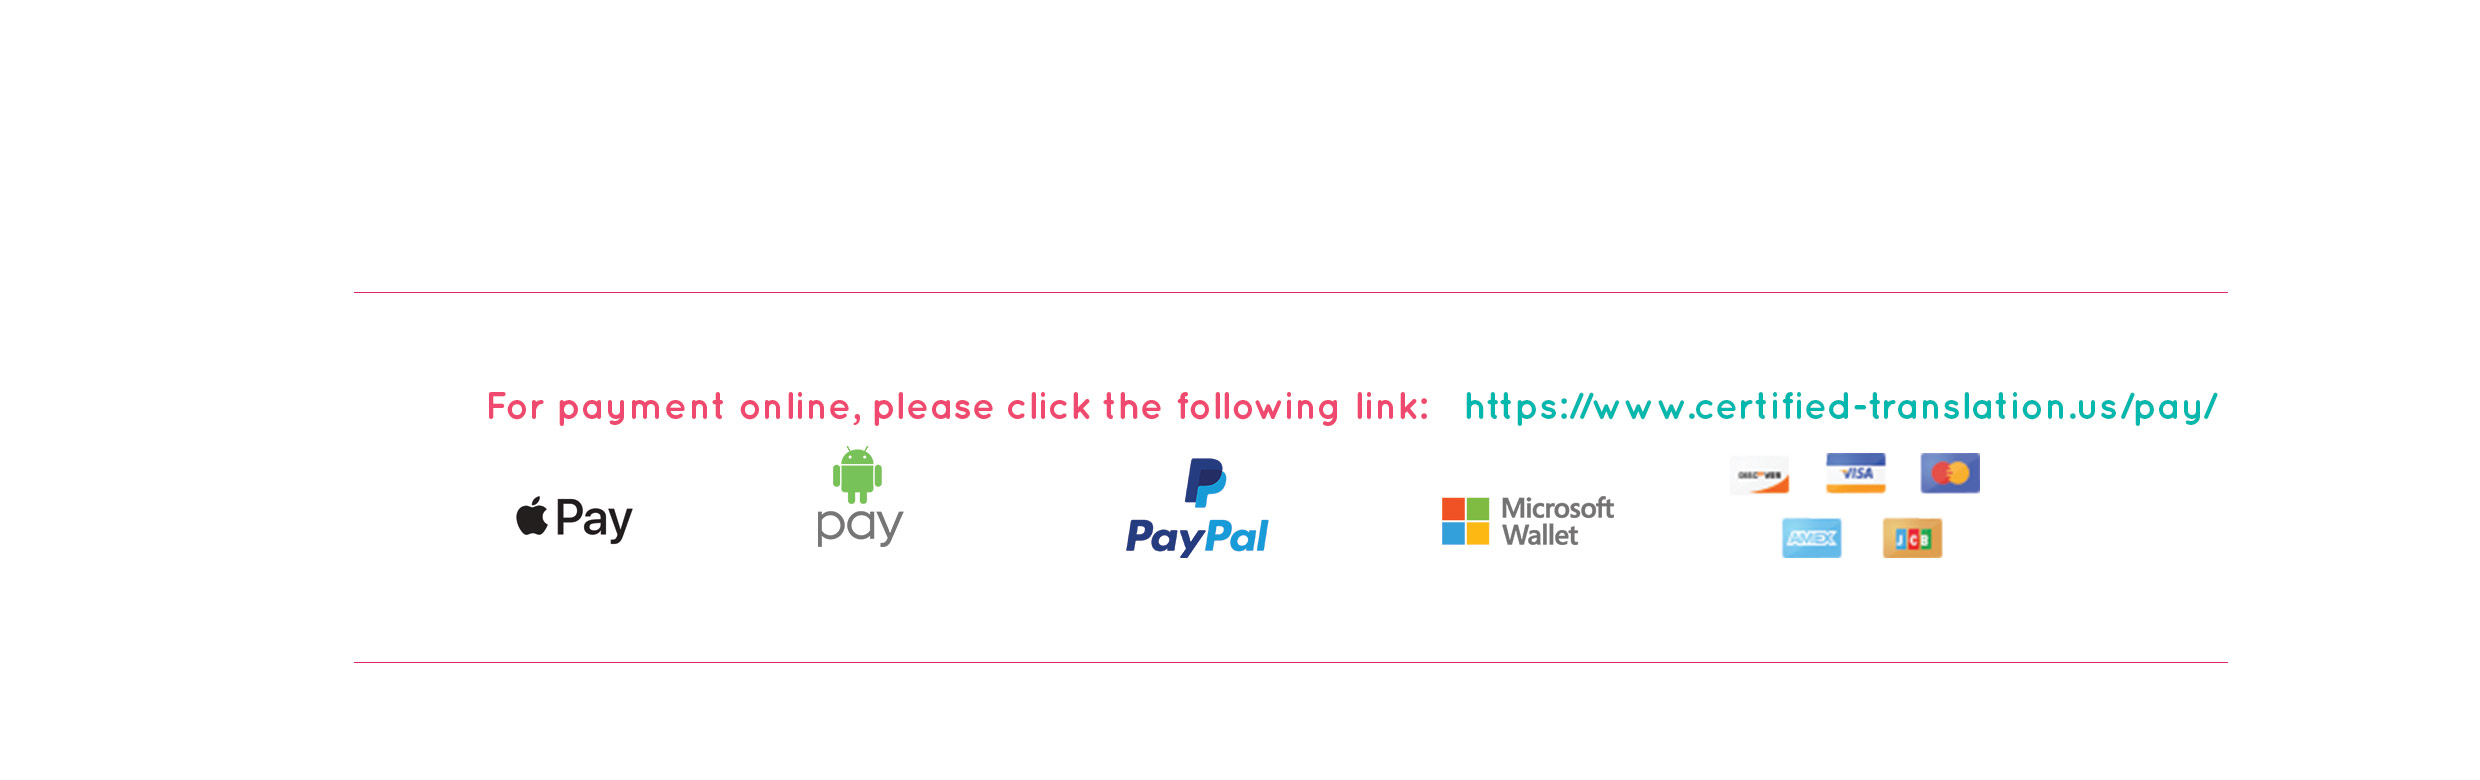 For payment online, please click the following link: https://www.certified-translation.us/pay/
Pay
pay
PayPal
Microsoft
Wallet
DISCOVER VISA
AMEX JCB